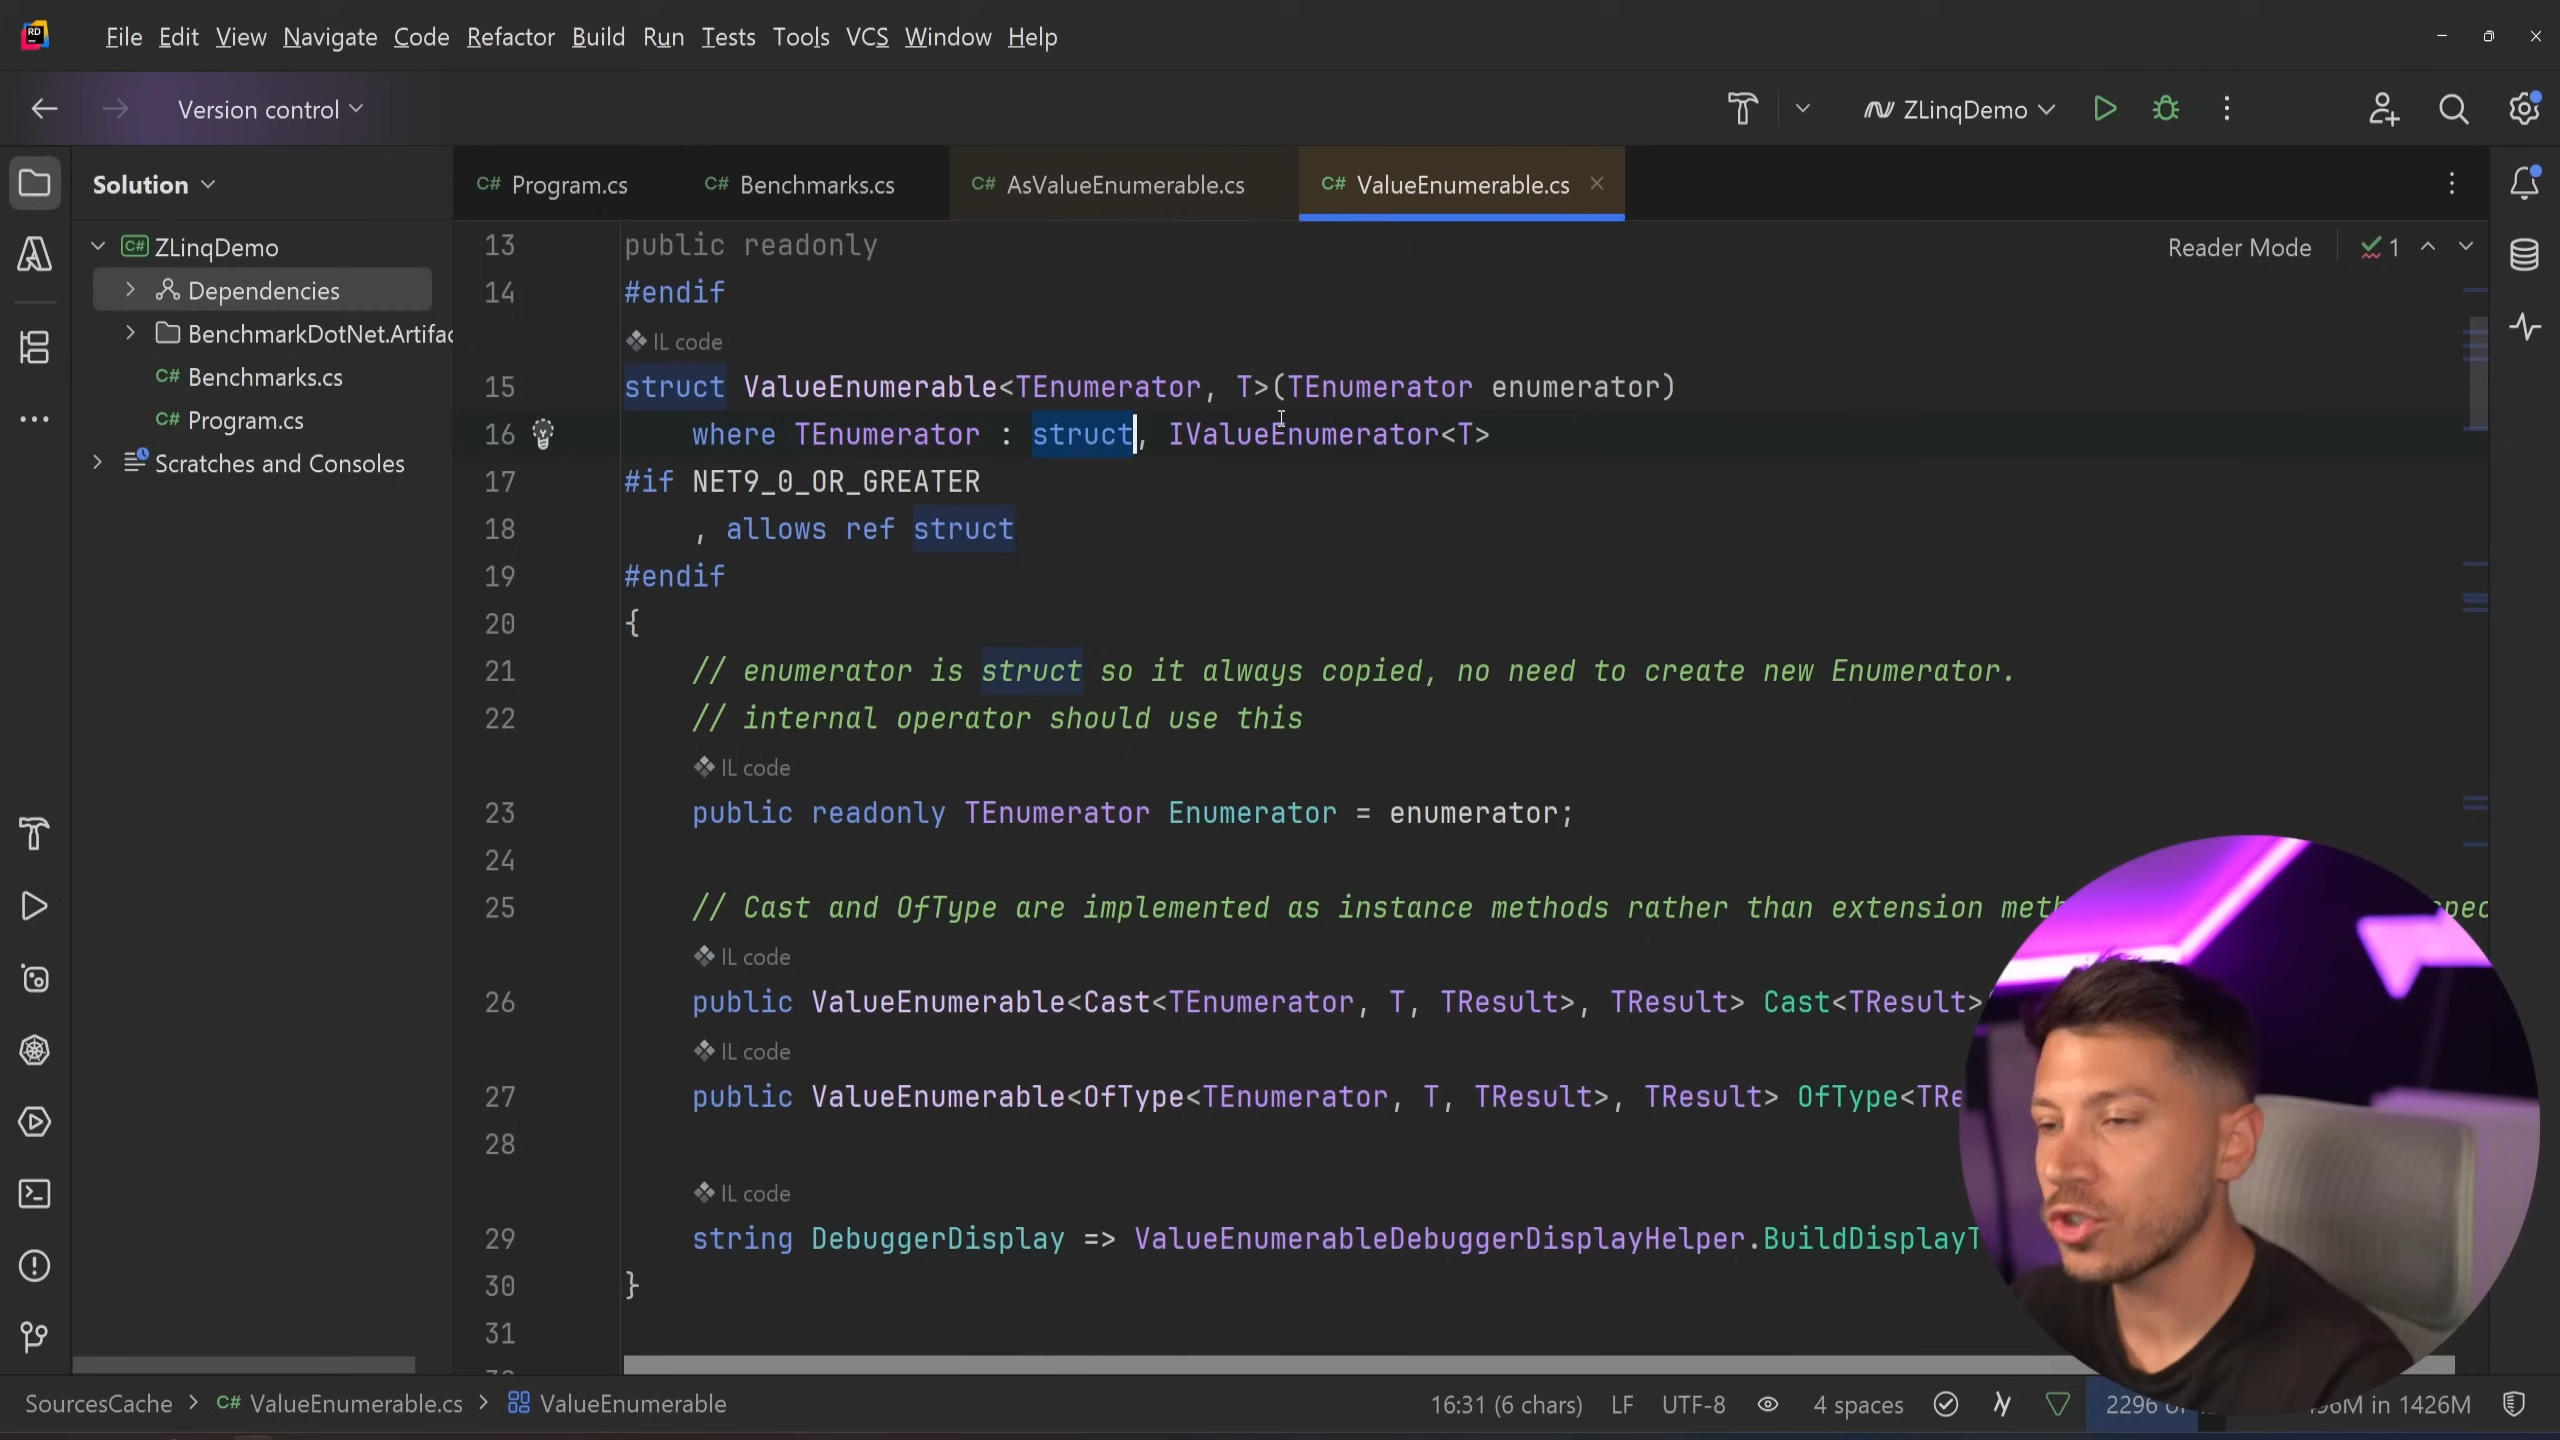 RD
File Edit View Navigate Code Refactor Build Run Tests Tools VCS Window Help
Version control
ZLinqDemo
Solution
C# Program.cs
C# Benchmarks.cs
C# AsValueEnumerable.cs
C# ValueEnumerable.cs
C# ZLinqDemo
Dependencies
BenchmarkDotNet.Artifac
C# Benchmarks.cs
C# Program.cs
Scratches and Consoles
Reader Mode
1
13 public readonly
14 #endif
IL code
15 struct ValueEnumerable<TEnumerator, T>(TEnumerator enumerator)
16 where TEnumerator : struct, IValueEnumerator<T>
17 #if NET9_0_OR_GREATER
18 , allows ref struct
19 #endif
20 {
21 // enumerator is struct so it always copied, no need to create new Enumerator.
22 // internal operator should use this
IL code
23 public readonly TEnumerator Enumerator = enumerator;
24
25 // Cast and OfType are implemented as instance methods rather than extension meth
IL code
26 public ValueEnumerable<Cast<TEnumerator, T, TResult>, TResult> Cast<TResult>
IL code
27 public ValueEnumerable<OfType<TEnumerator, T, TResult>, TResult> OfType<TRe
28
IL code
29 string DebuggerDisplay => ValueEnumerableDebuggerDisplayHelper.BuildDisplayT
30 }
31
SourcesCache > C# ValueEnumerable.cs > ValueEnumerable
16:31 (6 chars) LF UTF-8 4 spaces 2296 in 1426M